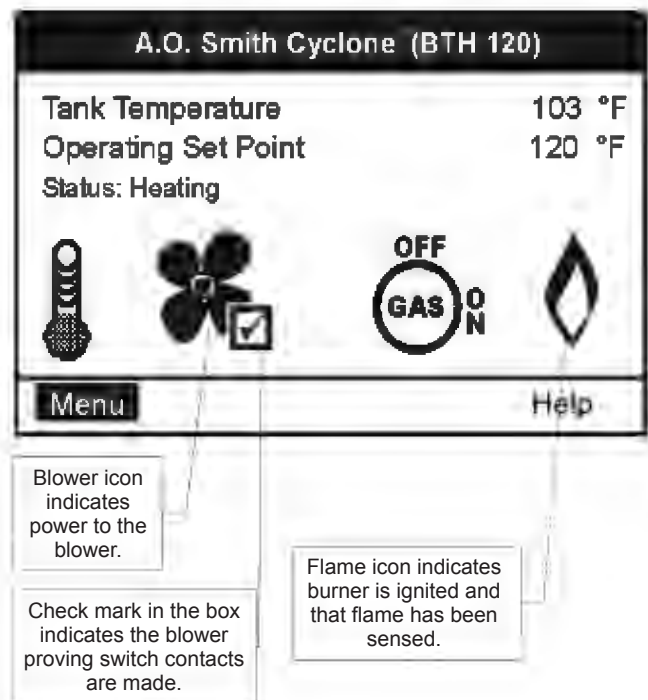 A.O. Smith Cyclone (BTH 120)
Tank Temperature 103 °F
Operating Set Point 120 °F
Status: Heating
OFF
GAS
ON
Menu
Help
Blower icon
indicates
power to the
blower.
Check mark in the box
indicates the blower
proving switch contacts
are made.
Flame icon indicates
burner is ignited and
that flame has been
sensed.